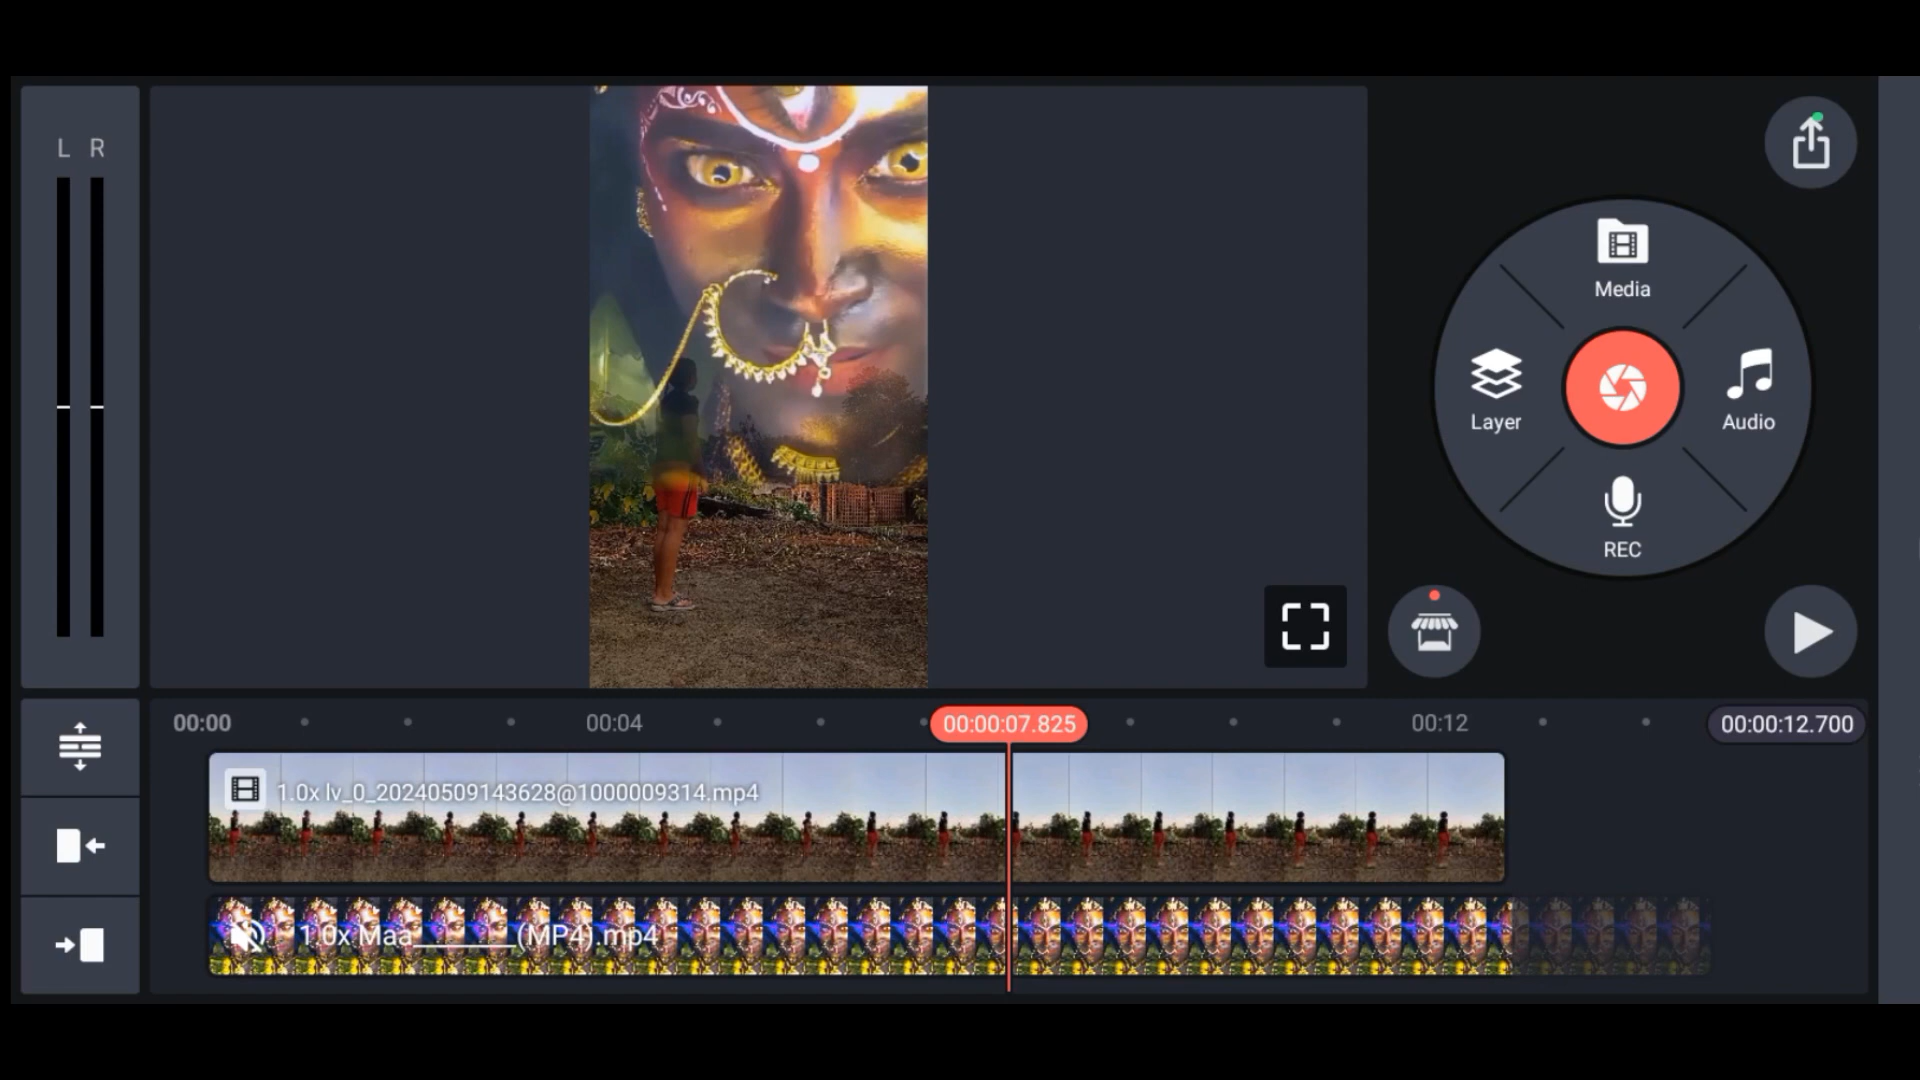 L R
Media
Layer
Audio
REC
00:00
00:04
00:00:07.825
00:12
00:00:12.700
1.0x lv_0_20240509143628@1000009314.mp4
1.0x Maa________(MP4).mp4